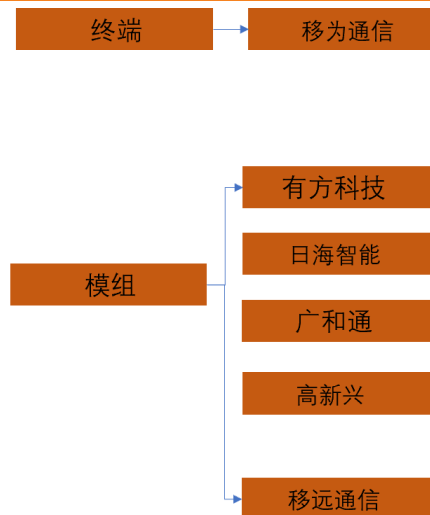 终端
移为通信
有方科技
日海智能
模组
广和通
高新兴
移远通信